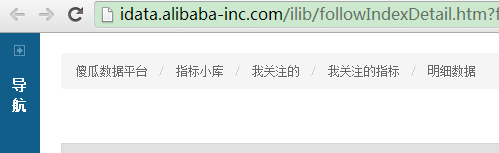 idata.alibaba-inc.com/ilib/followIndexDetail.htm?f
傻瓜数据平台 / 指标小库 / 我关注的 / 我关注的指标 / 明细数据
导
航